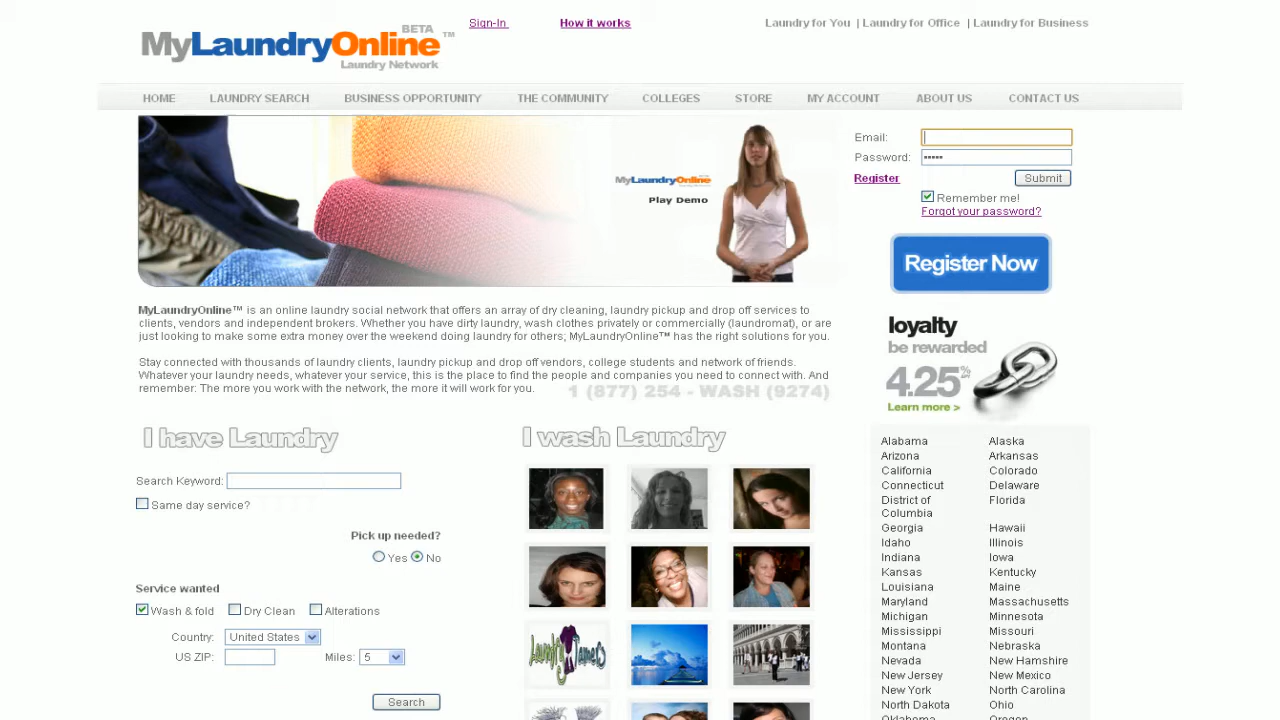 BETA
MyLaundryOnline™
Laundry Network
Sign-In
How it works
Laundry for You | Laundry for Office | Laundry for Business
HOME LAUNDRY SEARCH BUSINESS OPPORTUNITY THE COMMUNITY COLLEGES STORE MY ACCOUNT ABOUT US CONTACT US
MyLaundryOnline
Play Demo
Email:
Password: •••••
Register Submit
Remember me!
Forgot your password?
Register Now
MyLaundryOnline™ is an online laundry social network that offers an array of dry cleaning, laundry pickup and drop off services to
clients, vendors and independent brokers. Whether you have dirty laundry, wash clothes privately or commercially (laundromat), or are
just looking to make some extra money over the weekend doing laundry for others; MyLaundryOnline™ has the right solutions for you.
Stay connected with thousands of laundry clients, laundry pickup and drop off vendors, college students and network of friends.
Whatever your laundry needs, whatever your service, this is the place to find the people and companies you need to connect with. And
remember: The more you work with the network, the more it will work for you.
1 (877) 254 - WASH (9274)
loyalty
be rewarded
4.25%
Learn more >
I have Laundry
Search Keyword:
Same day service?
Pick up needed?
Yes No
Service wanted
Wash & fold Dry Clean Alterations
Country: United States
US ZIP: Miles: 5
Search
I wash Laundry
Laundry Tamers
Alabama Alaska
Arizona Arkansas
California Colorado
Connecticut Delaware
District of Florida
Columbia
Georgia Hawaii
Idaho Illinois
Indiana Iowa
Kansas Kentucky
Louisiana Maine
Maryland Massachusetts
Michigan Minnesota
Mississippi Missouri
Montana Nebraska
Nevada New Hamshire
New Jersey New Mexico
New York North Carolina
North Dakota Ohio
Oklahoma Oregon